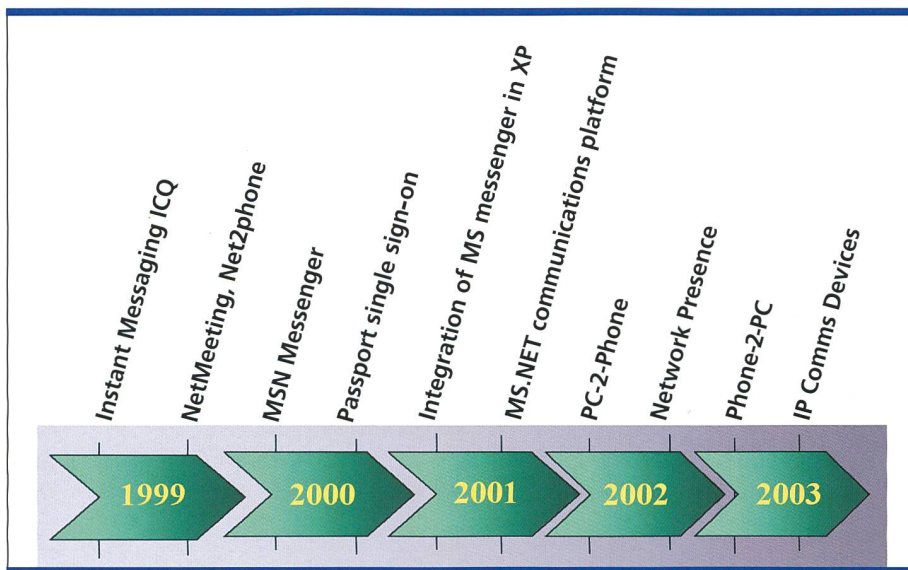 Instant Messaging ICQ
NetMeeting, Net2phone
MSN Messenger
Passport single sign-on
Integration of MS messenger in XP
MS.NET communications platform
PC-2-Phone
Network Presence
Phone-2-PC
IP Comms Devices
1999
2000
2001
2002
2003